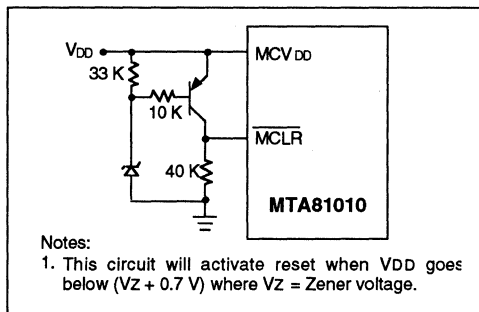 VDD
MCVDD
33 K
10 K
MCLR
40 K
MTA81010
Notes:
1. This circuit will activate reset when VDD goes
below (Vz + 0.7 V) where Vz = Zener voltage.